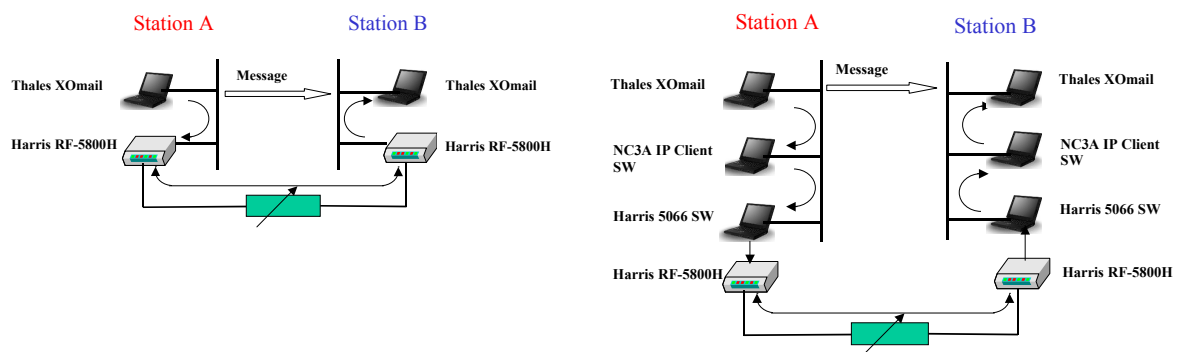 Station A
Station B
Thales XOmail
Message
Thales XOmail
Harris RF-5800H
Harris RF-5800H
Station A
Station B
Thales XOmail
Message
Thales XOmail
NC3A IP Client
SW
NC3A IP Client
SW
Harris 5066 SW
Harris 5066 SW
Harris RF-5800H
Harris RF-5800H